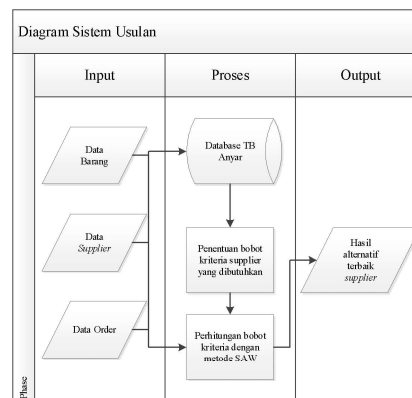 Diagram Sistem Usulan
Input
Proses
Output
Data
Barang
Database TB
Anyar
Data
Supplier
Penentuan bobot
kriteria supplier
yang dibutuhkan
Hasil
alternatif
terbaik
supplier
Data Order
Perhitungan bobot
kriteria dengan
metode SAW
Phase